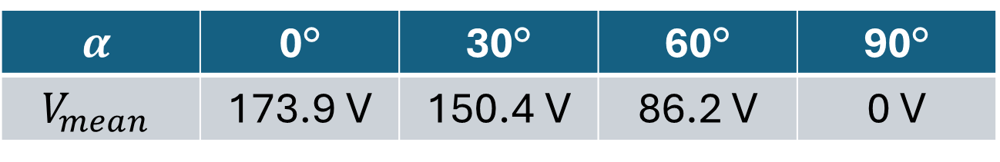 α 0° 30° 60° 90°
Vmean 173.9 V 150.4 V 86.2 V 0 V